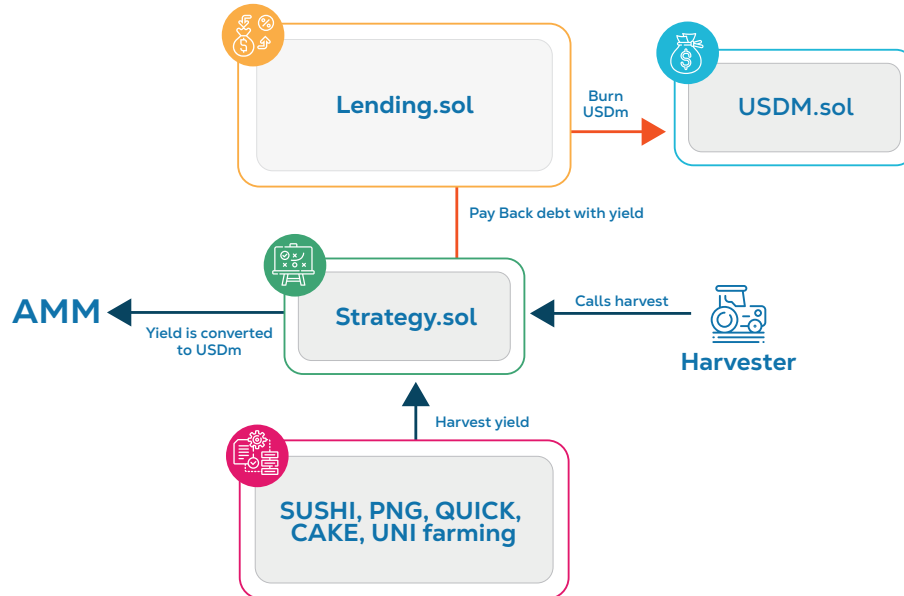 Lending.sol
Burn
USDm
USDM.sol
Pay Back debt with yield
AMM
Yield is converted
to USDm
Strategy.sol
Calls harvest
Harvester
Harvest yield
SUSHI, PNG, QUICK,
CAKE, UNI farming